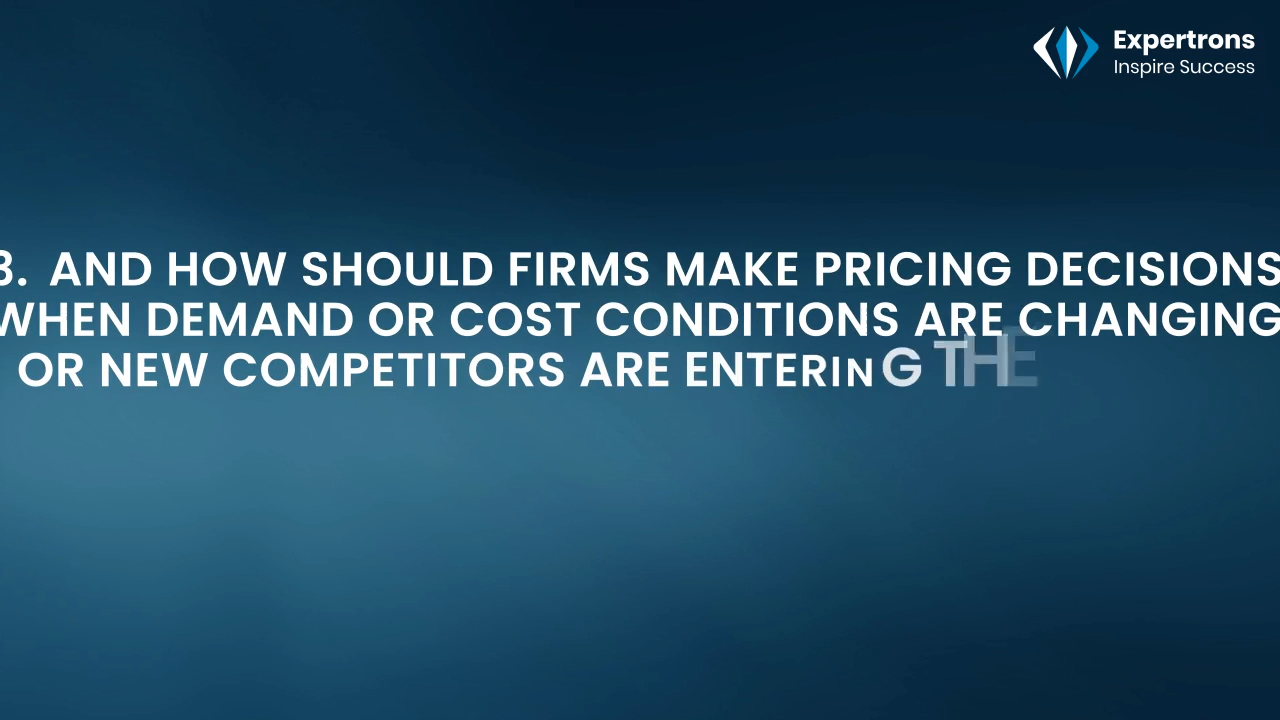 Expertrons
Inspire Success
3. AND HOW SHOULD FIRMS MAKE PRICING DECISIONS
WHEN DEMAND OR COST CONDITIONS ARE CHANGING
OR NEW COMPETITORS ARE ENTERING THE